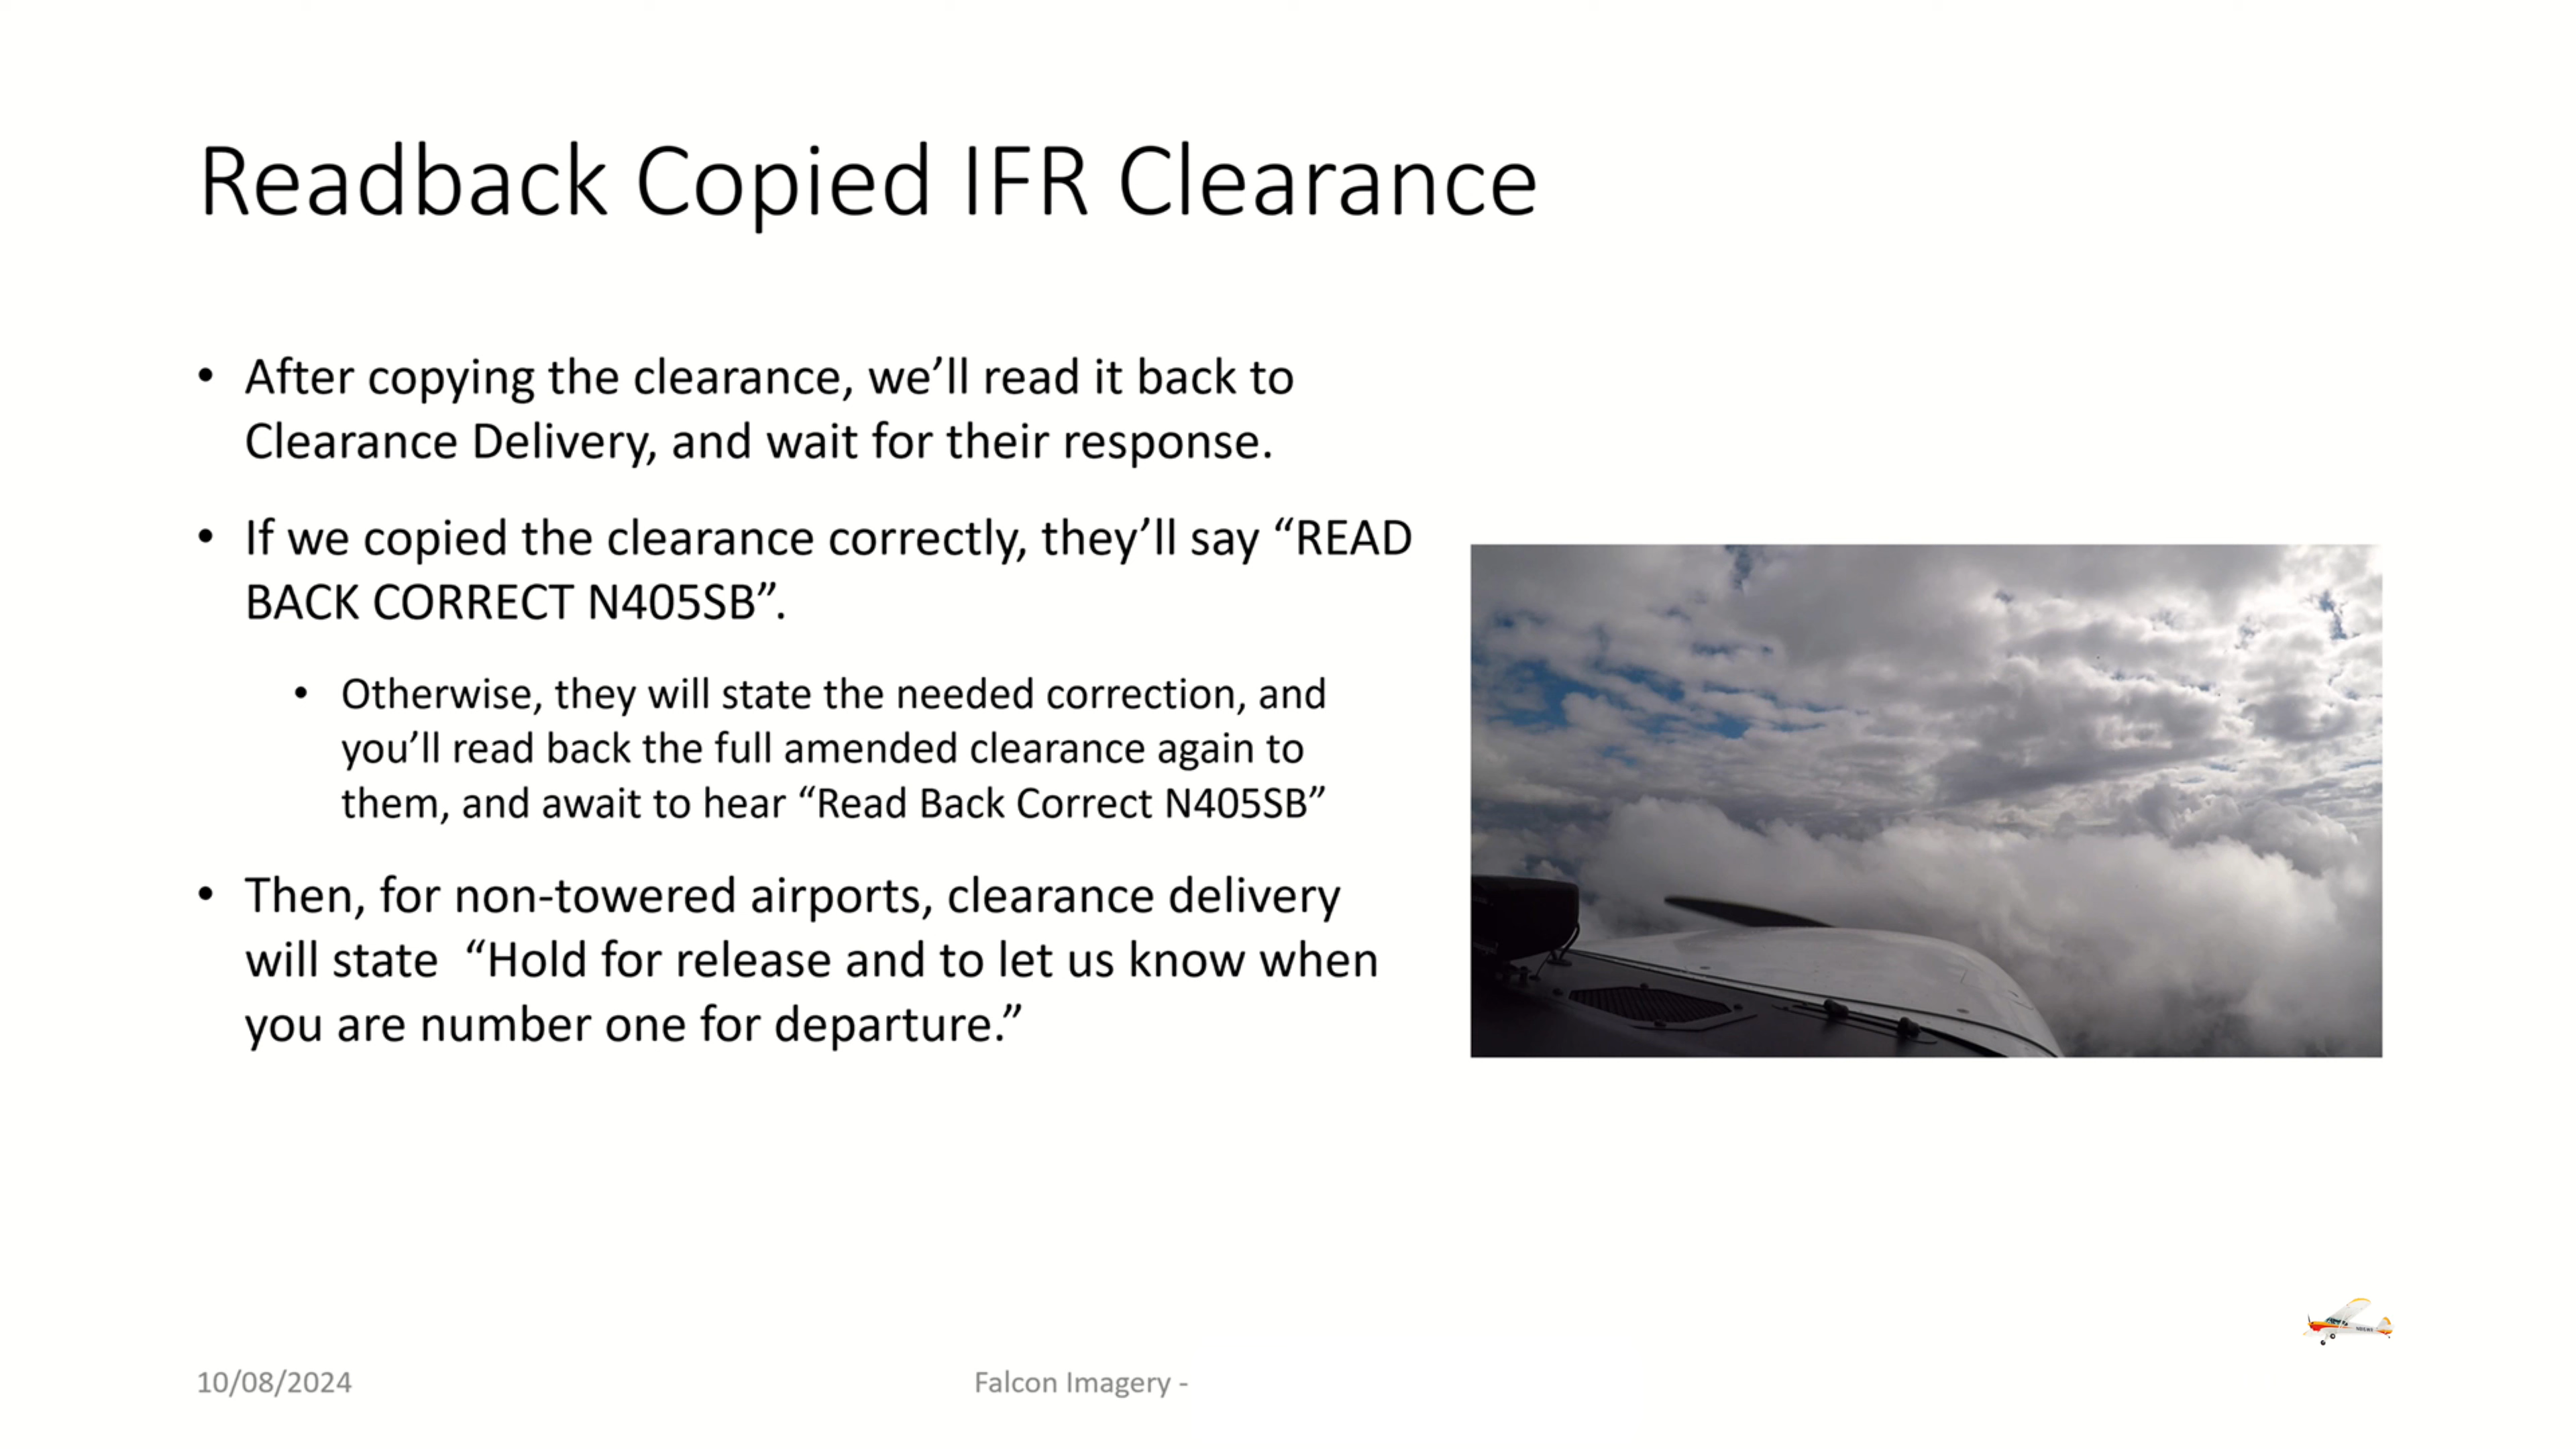 Readback Copied IFR Clearance
• After copying the clearance, we’ll read it back to
Clearance Delivery, and wait for their response.
• If we copied the clearance correctly, they’ll say “READ
BACK CORRECT N405SB”.
• Otherwise, they will state the needed correction, and
you’ll read back the full amended clearance again to
them, and await to hear “Read Back Correct N405SB”
• Then, for non-towered airports, clearance delivery
will state  “Hold for release and to let us know when
you are number one for departure.”
10/08/2024
Falcon Imagery -